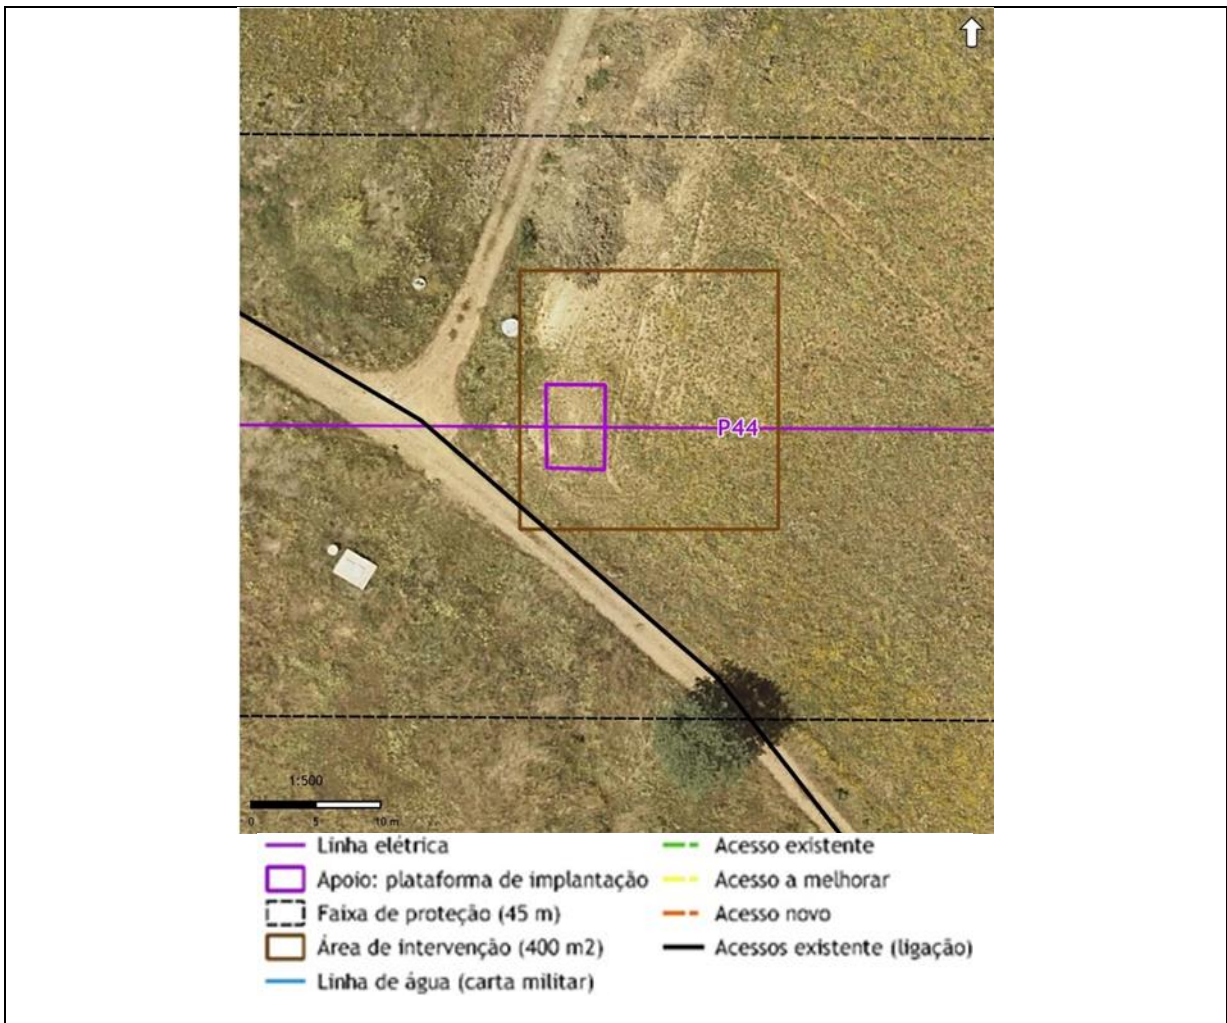 P44
1:500
0 5 10 m
Linha elétrica
Apoio: plataforma de implantação
Faixa de proteção (45 m)
Área de intervenção (400 m2)
Linha de água (carta militar)
Acesso existente
Acesso a melhorar
Acesso novo
Acessos existente (ligação)